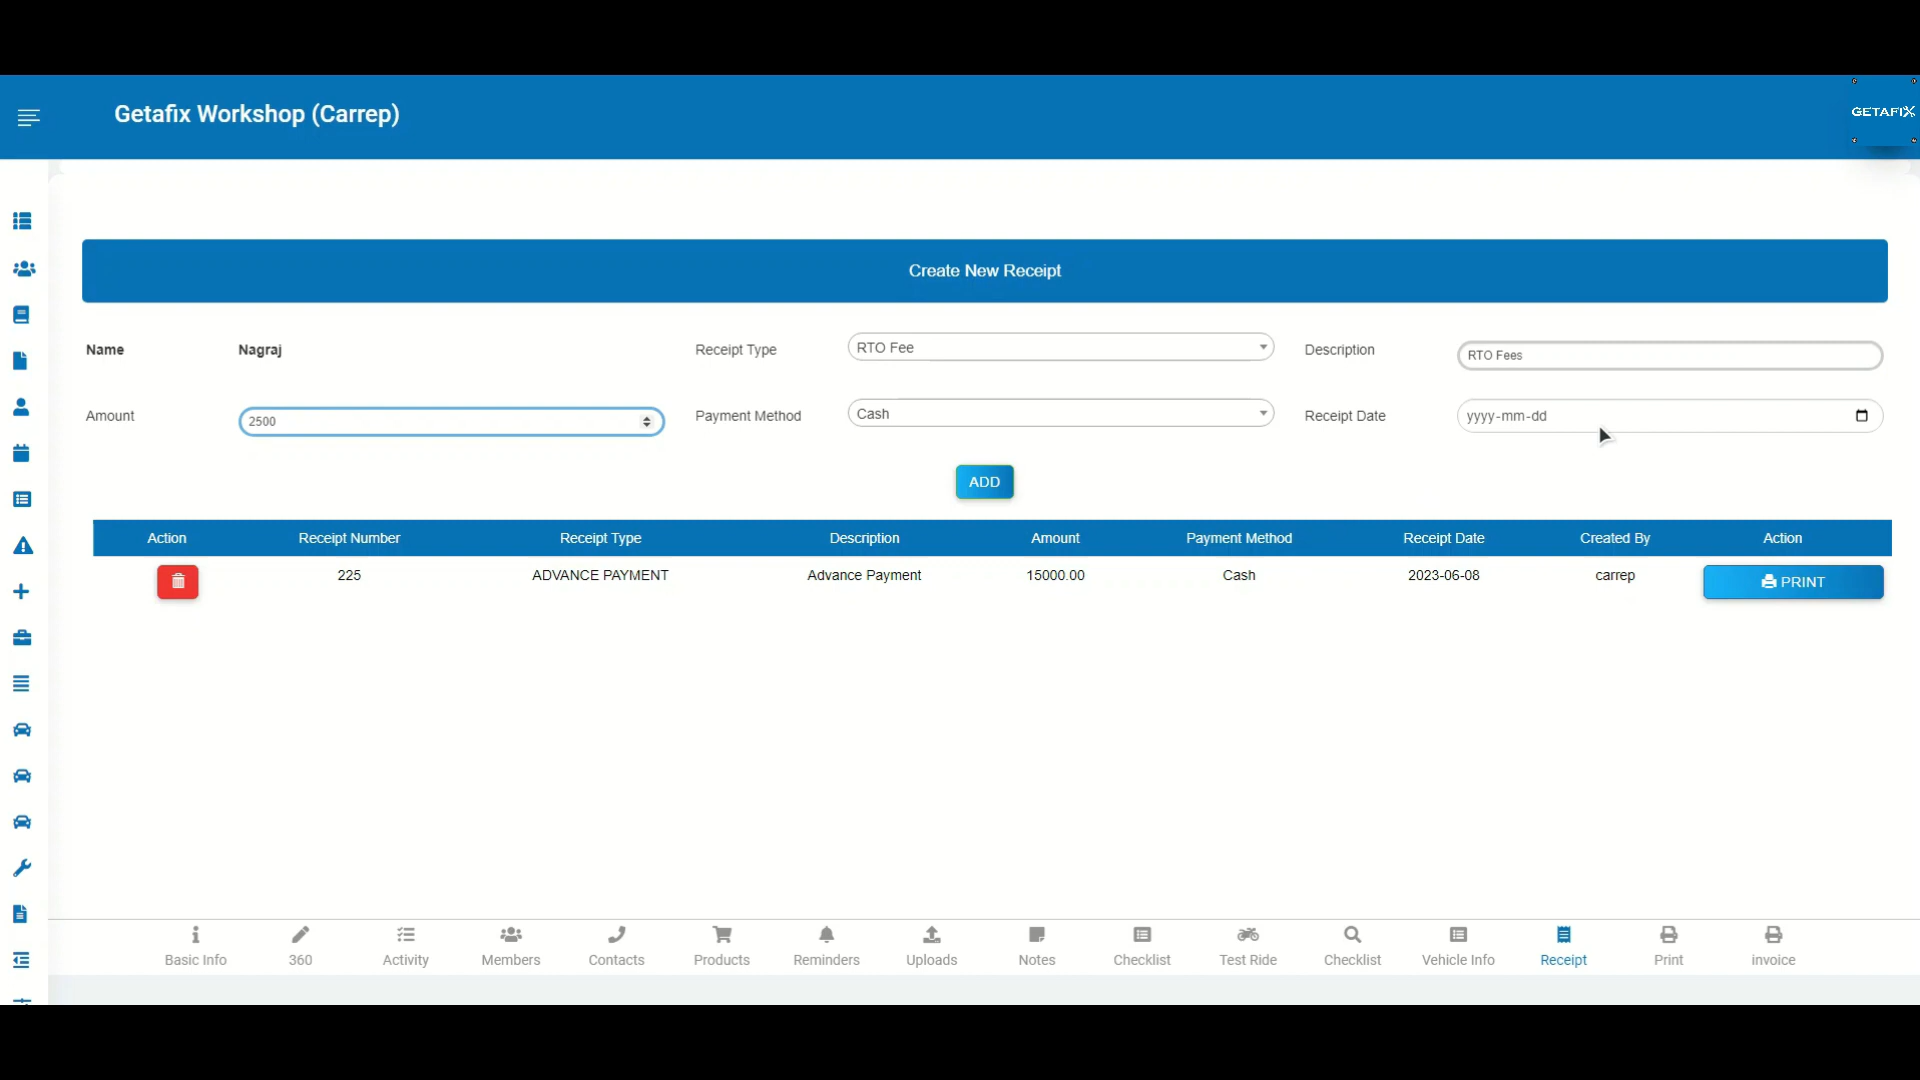 Getafix Workshop (Carrep)
GETAFIX
Create New Receipt
Name Nagraj Receipt Type RTO Fee Description RTO Fees
Amount 2500 Payment Method Cash Receipt Date yyyy-mm-dd
ADD
Action Receipt Number Receipt Type Description Amount Payment Method Receipt Date Created By Action
225 ADVANCE PAYMENT Advance Payment 15000.00 Cash 2023-06-08 carrep PRINT
Basic Info 360 Activity Members Contacts Products Reminders Uploads Notes Checklist Test Ride Checklist Vehicle Info Receipt Print invoice